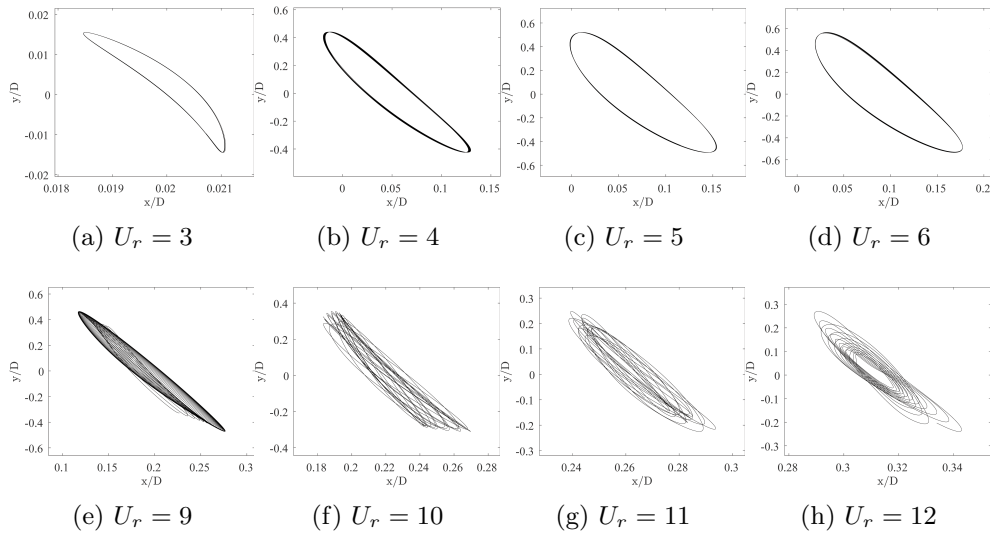 0.02
0.01
0
-0.01
-0.02
y/D
0.018 0.019 0.02 0.021
x/D
(a) U_r = 3
0.6
0.4
0.2
0
-0.2
-0.4
y/D
0 0.05 0.1 0.15
x/D
(b) U_r = 4
0.6
0.4
0.2
0
-0.2
-0.4
-0.6
y/D
0 0.05 0.1 0.15
x/D
(c) U_r = 5
0.6
0.4
0.2
0
-0.2
-0.4
-0.6
y/D
0 0.05 0.1 0.15 0.2
x/D
(d) U_r = 6
0.6
0.4
0.2
0
-0.2
-0.4
-0.6
y/D
0.1 0.15 0.2 0.25 0.3
x/D
(e) U_r = 9
0.4
0.2
0
-0.2
-0.4
y/D
0.18 0.2 0.22 0.24 0.26 0.28
x/D
(f) U_r = 10
0.3
0.2
0.1
0
-0.1
-0.2
-0.3
y/D
0.24 0.26 0.28 0.3
x/D
(g) U_r = 11
0.3
0.2
0.1
0
-0.1
-0.2
-0.3
y/D
0.28 0.3 0.32 0.34
x/D
(h) U_r = 12